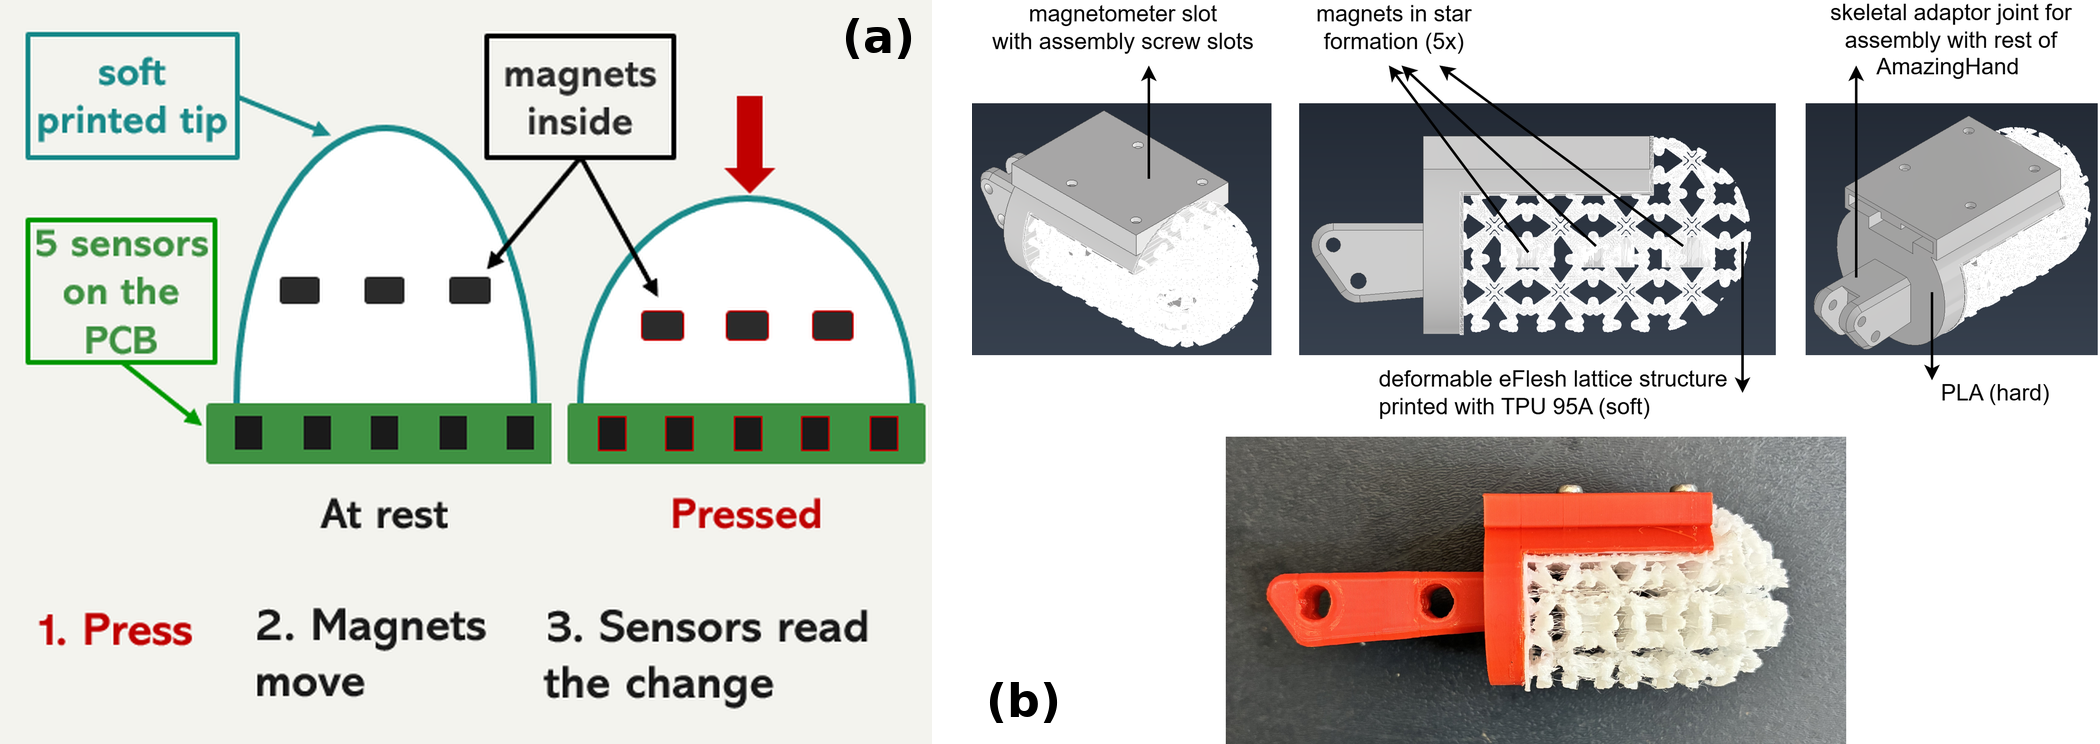 (a)
soft
printed tip
magnets
inside
5 sensors
on the
PCB
At rest
Pressed
1. Press
2. Magnets
move
3. Sensors read
the change
magnetometer slot
with assembly screw slots
magnets in star
formation (5x)
skeletal adaptor joint for
assembly with rest of
AmazingHand
deformable eFlesh lattice structure
printed with TPU 95A (soft)
PLA (hard)
(b)